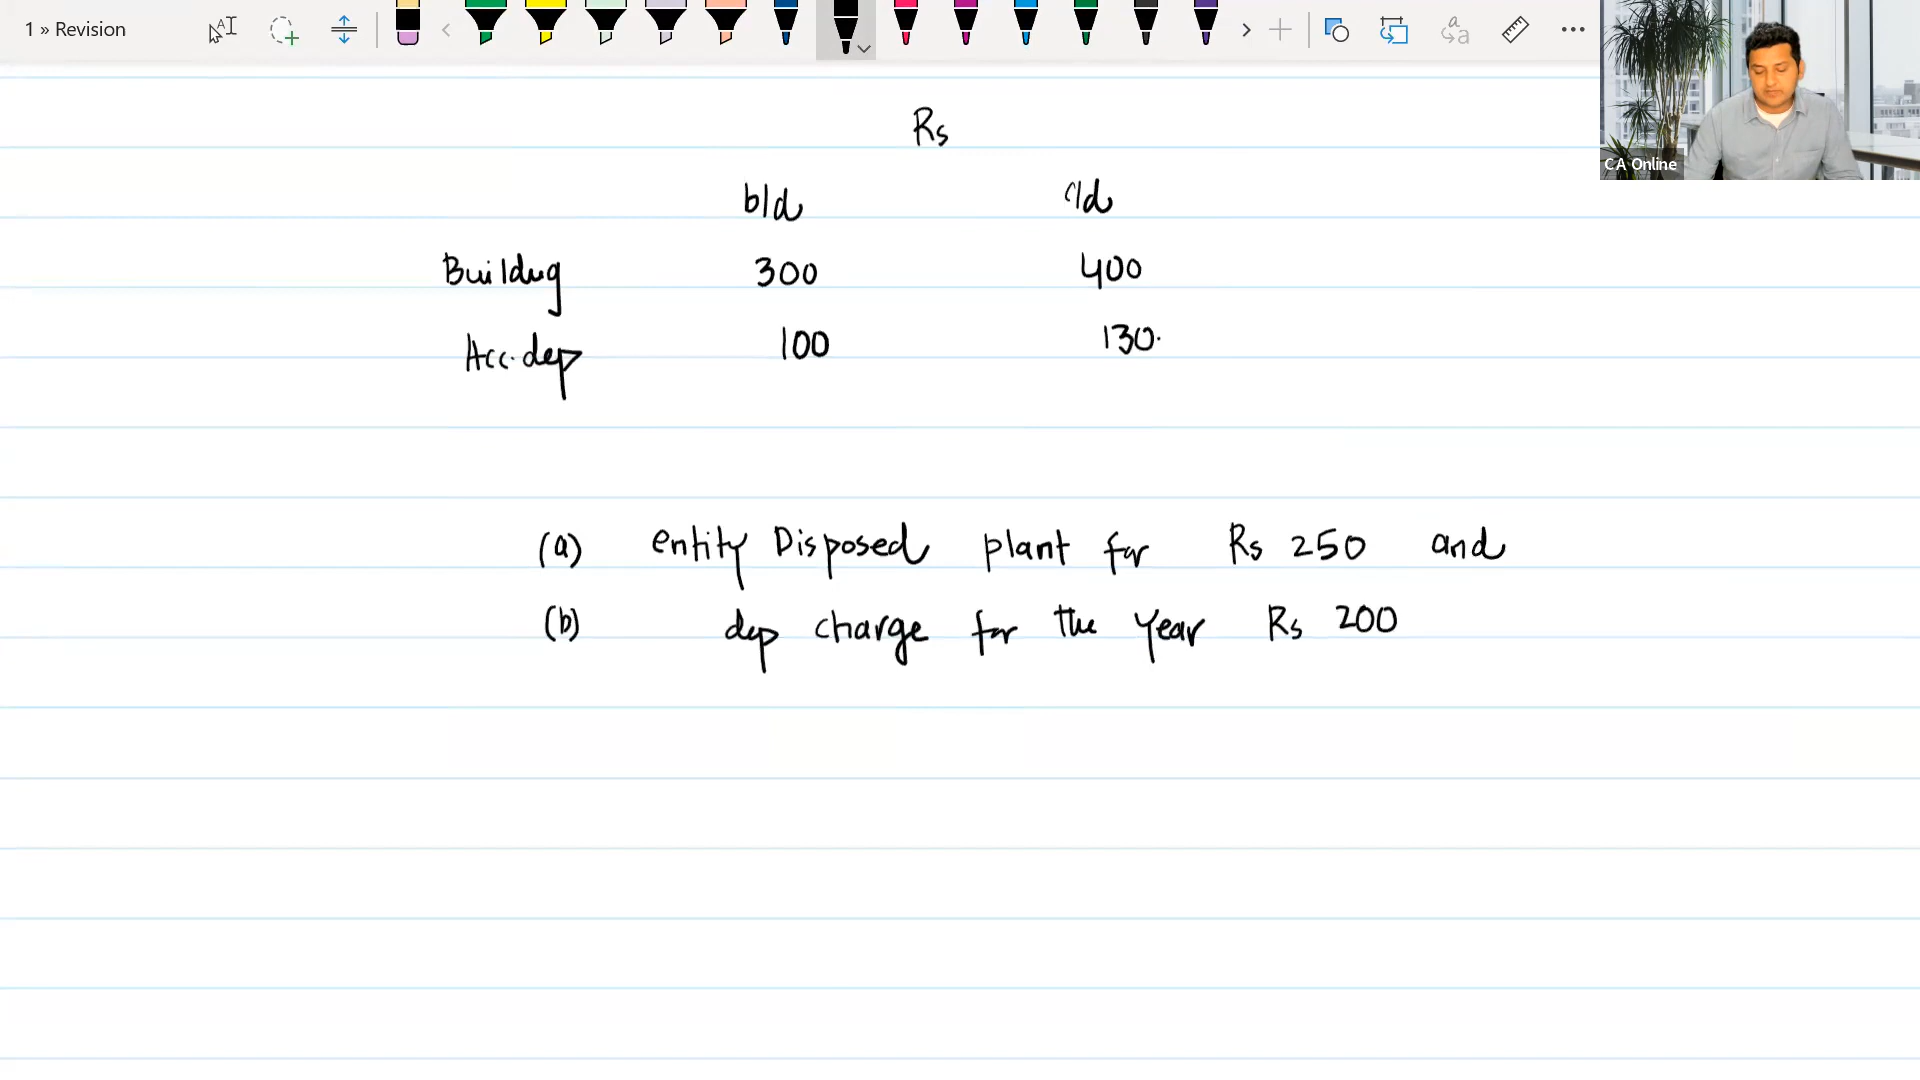 1 » Revision
CA Online
Rs
b/d c/d
Building 300 400
Acc. dep 100 130.
(a) entity Disposed plant for Rs 250 and
(b) dep charge for the year Rs 200